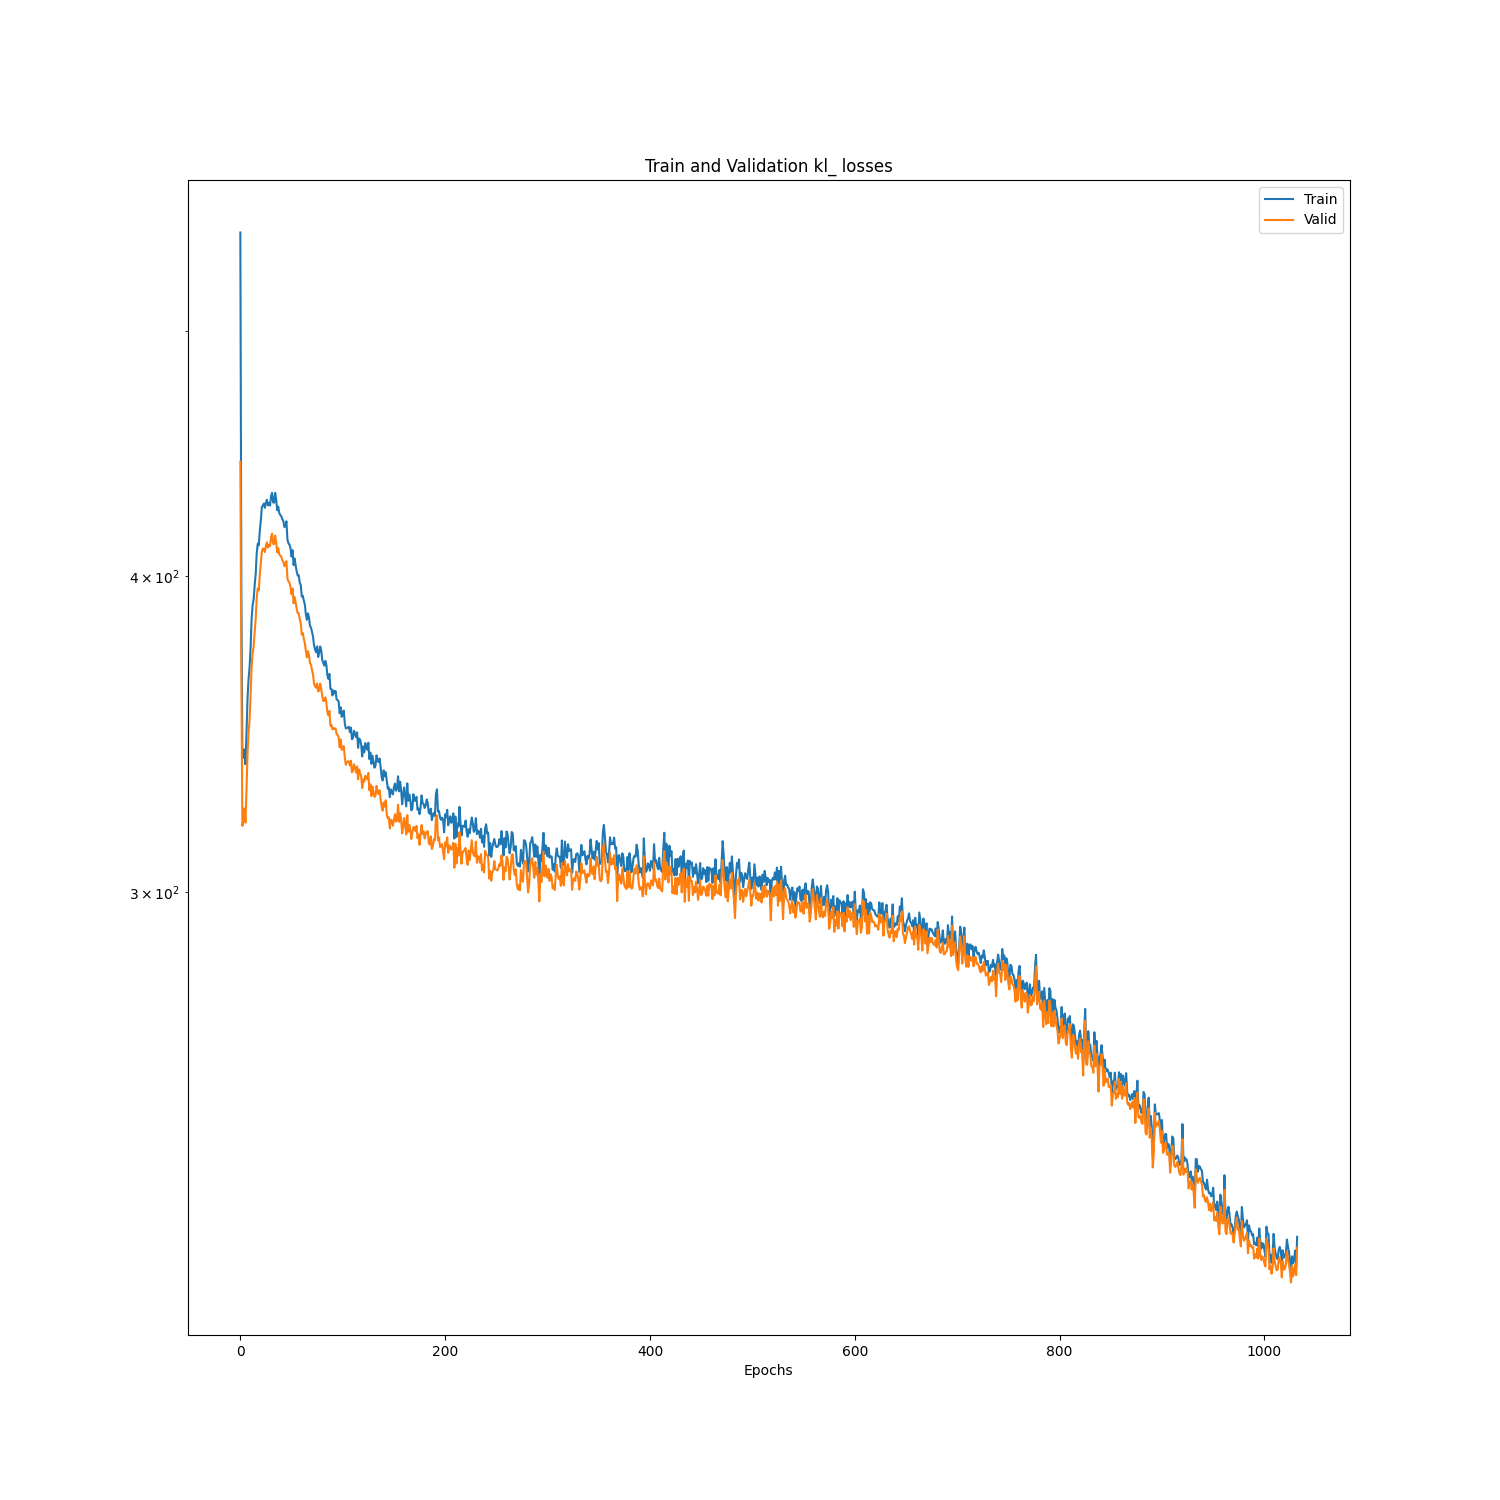 Train and Validation kl_ losses
Train
Valid
4 × 10²
3 × 10²
0 200 400 600 800 1000
Epochs